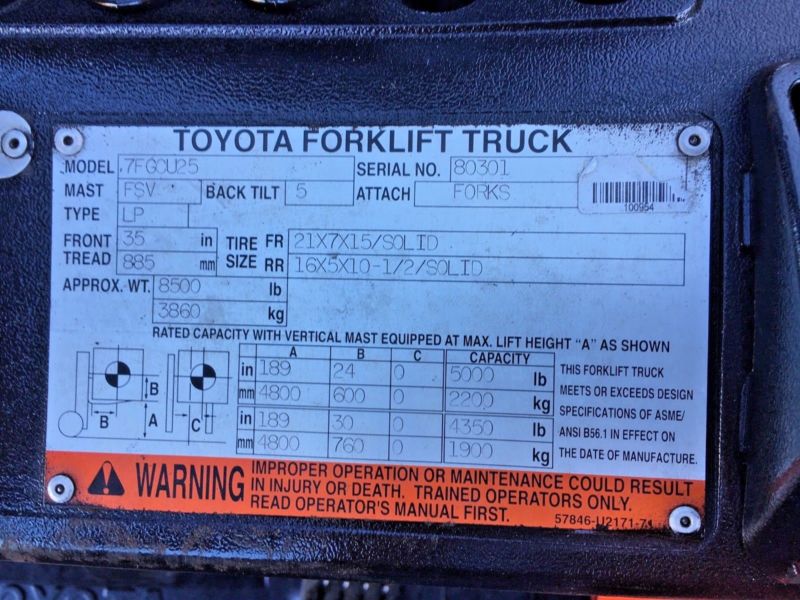 TOYOTA FORKLIFT TRUCK
MODEL 7FGCU25 SERIAL NO. 80301
MAST FSV BACK TILT 5 ATTACH FORKS
100954
TYPE LP
FRONT TREAD 35 in TIRE SIZE FR 21X7X15/SOLID
885 mm RR 16X5X10-1/2/SOLID
APPROX. WT. 8500 lb
3860 kg
RATED CAPACITY WITH VERTICAL MAST EQUIPPED AT MAX. LIFT HEIGHT "A" AS SHOWN
A B C CAPACITY
in 189 24 0 5000 lb
mm 4800 600 0 2200 kg
in 189 30 0 4350 lb
mm 4800 760 0 1900 kg
B
B A C
THIS FORKLIFT TRUCK
MEETS OR EXCEEDS DESIGN
SPECIFICATIONS OF ASME/
ANSI B56.1 IN EFFECT ON
THE DATE OF MANUFACTURE.
WARNING
IMPROPER OPERATION OR MAINTENANCE COULD RESULT
IN INJURY OR DEATH. TRAINED OPERATORS ONLY.
READ OPERATOR'S MANUAL FIRST.
57846-U2171-71